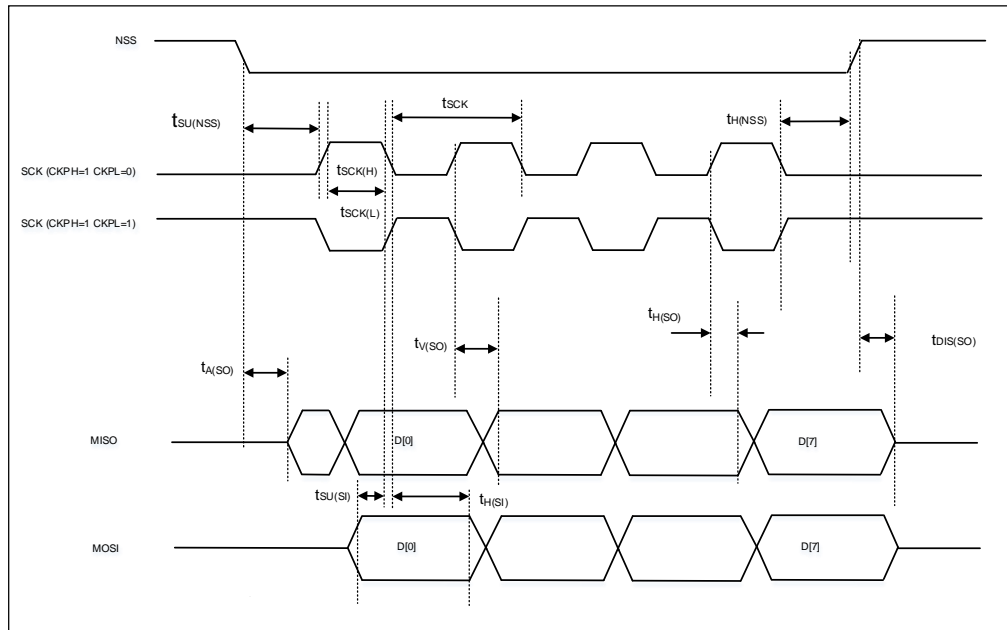 NSS
tSCK
tSU(NSS)
tH(NSS)
SCK (CKPH=1 CKPL=0)
tSCK(H)
tSCK(L)
SCK (CKPH=1 CKPL=1)
tH(SO)
tV(SO)
tDIS(SO)
tA(SO)
MISO
D[0]
D[7]
tSU(SI)
tH(SI)
MOSI
D[0]
D[7]